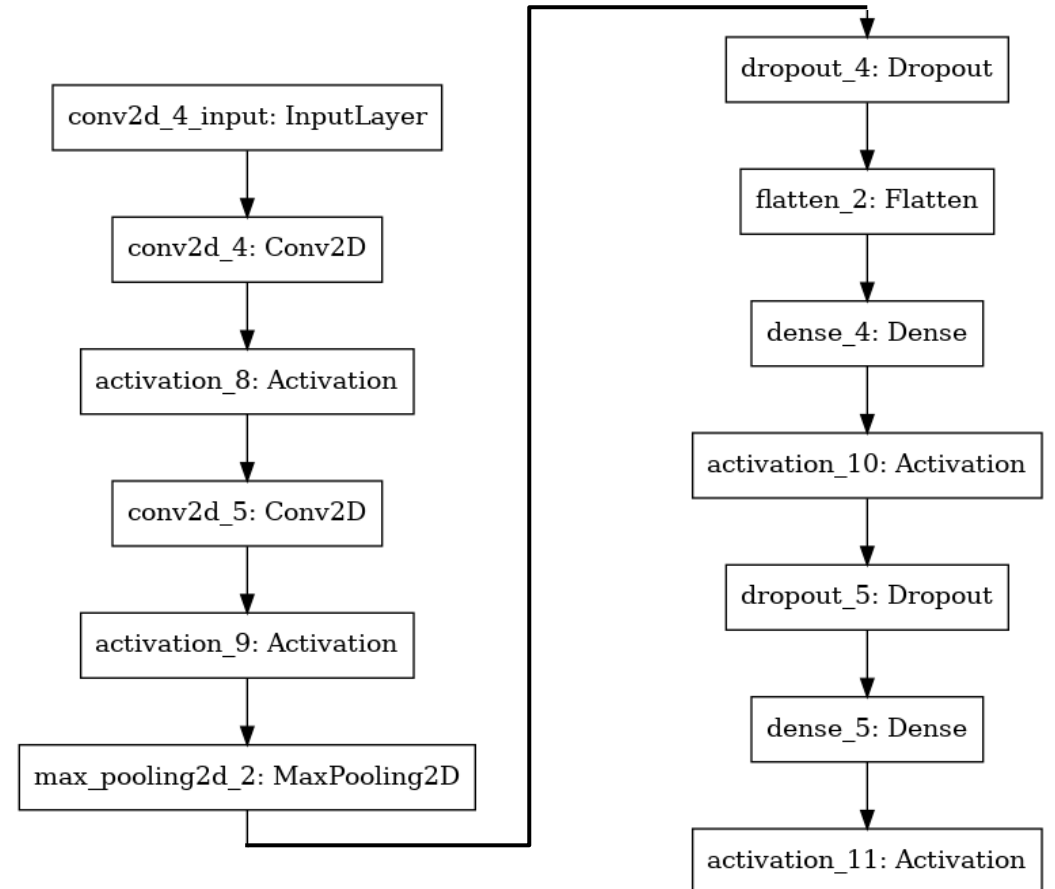 conv2d_4_input: InputLayer
conv2d_4: Conv2D
activation_8: Activation
conv2d_5: Conv2D
activation_9: Activation
max_pooling2d_2: MaxPooling2D
dropout_4: Dropout
flatten_2: Flatten
dense_4: Dense
activation_10: Activation
dropout_5: Dropout
dense_5: Dense
activation_11: Activation